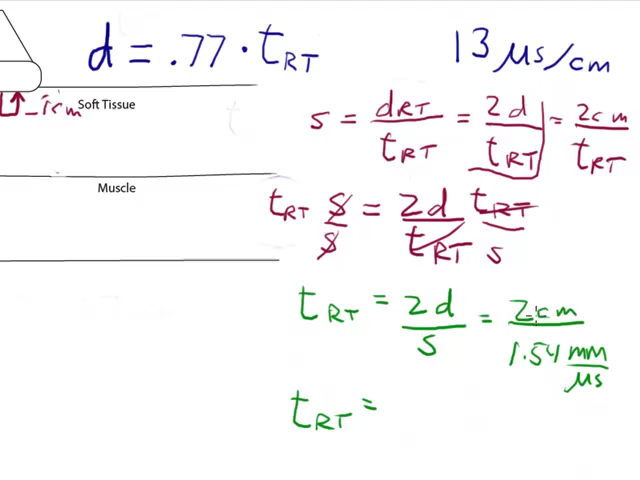 d = .77 · tRT
13 μs/cm
1cm
Soft Tissue
s = dRT/tRT = 2d/tRT = 2cm/tRT
Muscle
tRT s/s = 2d/tRT tRT/s
tRT = 2d/s = 2cm/1.54 mm/μs
tRT =